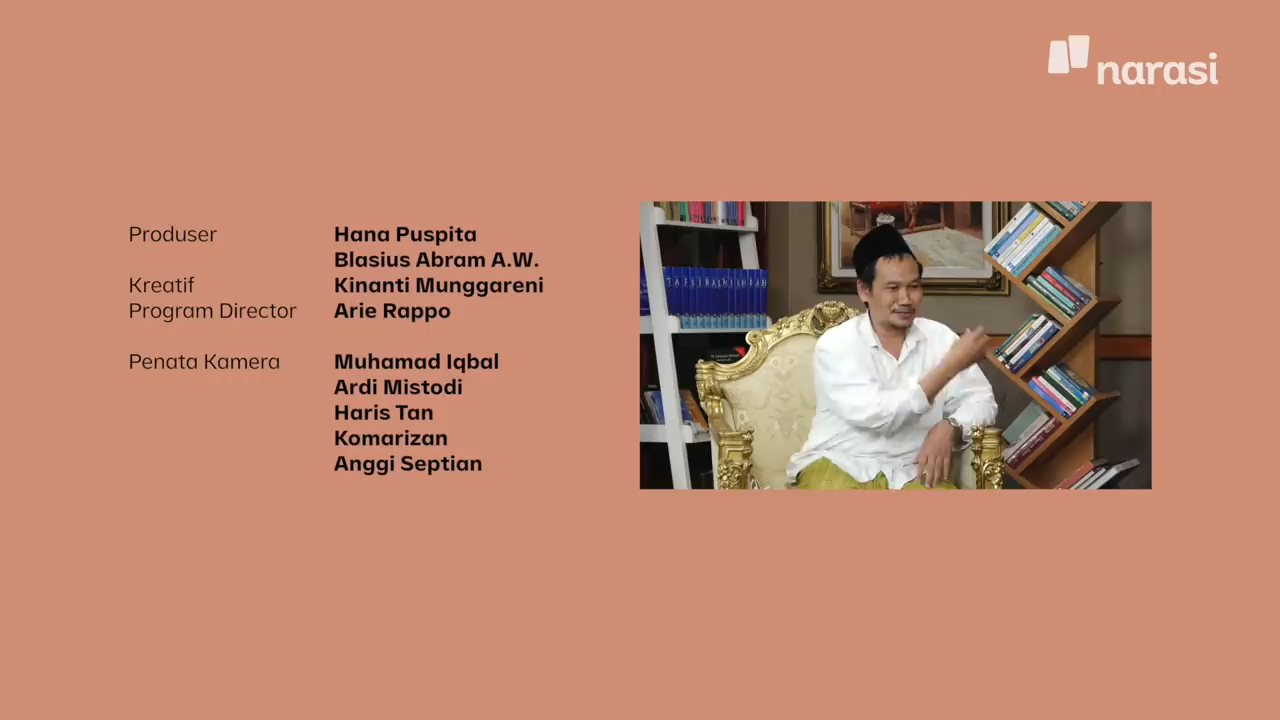 narasi
Produser Hana Puspita
Blasius Abram A.W.
Kreatif Kinanti Munggareni
Program Director Arie Rappo
Penata Kamera Muhamad Iqbal
Ardi Mistodi
Haris Tan
Komarizan
Anggi Septian